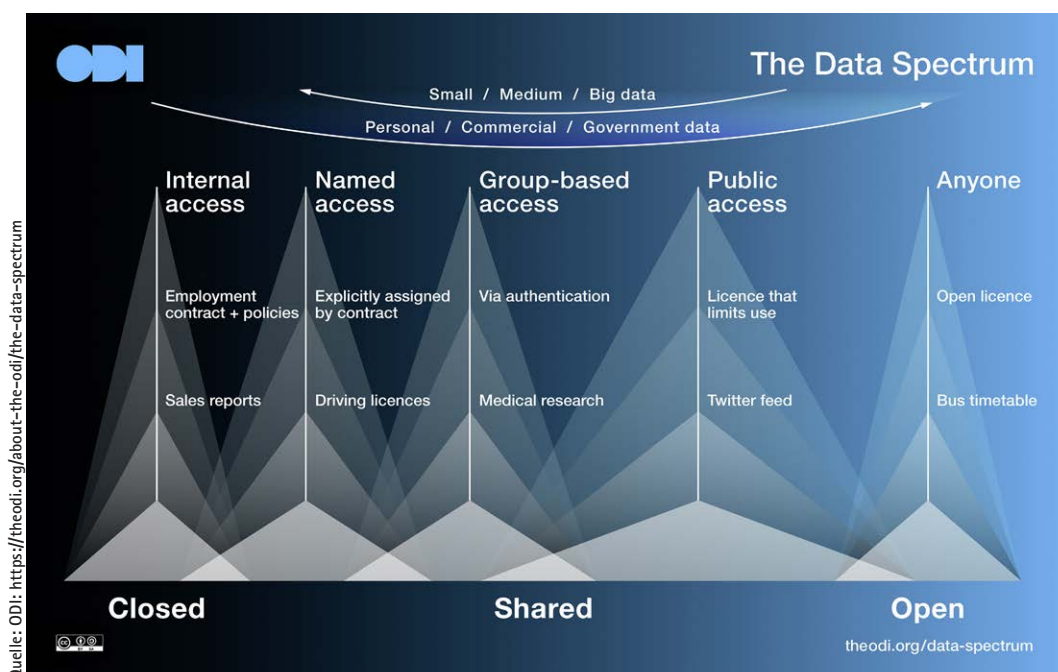 ODI
The Data Spectrum
Small / Medium / Big data
Personal / Commercial / Government data
Internal access
Named access
Group-based access
Public access
Anyone
Employment contract + policies
Explicitly assigned by contract
Via authentication
Licence that limits use
Open licence
Sales reports
Driving licences
Medical research
Twitter feed
Bus timetable
Closed
Shared
Open
cc
BY SA
theodi.org/data-spectrum
uelle: ODI: https://theodi.org/about-the-odi/the-data-spectrum